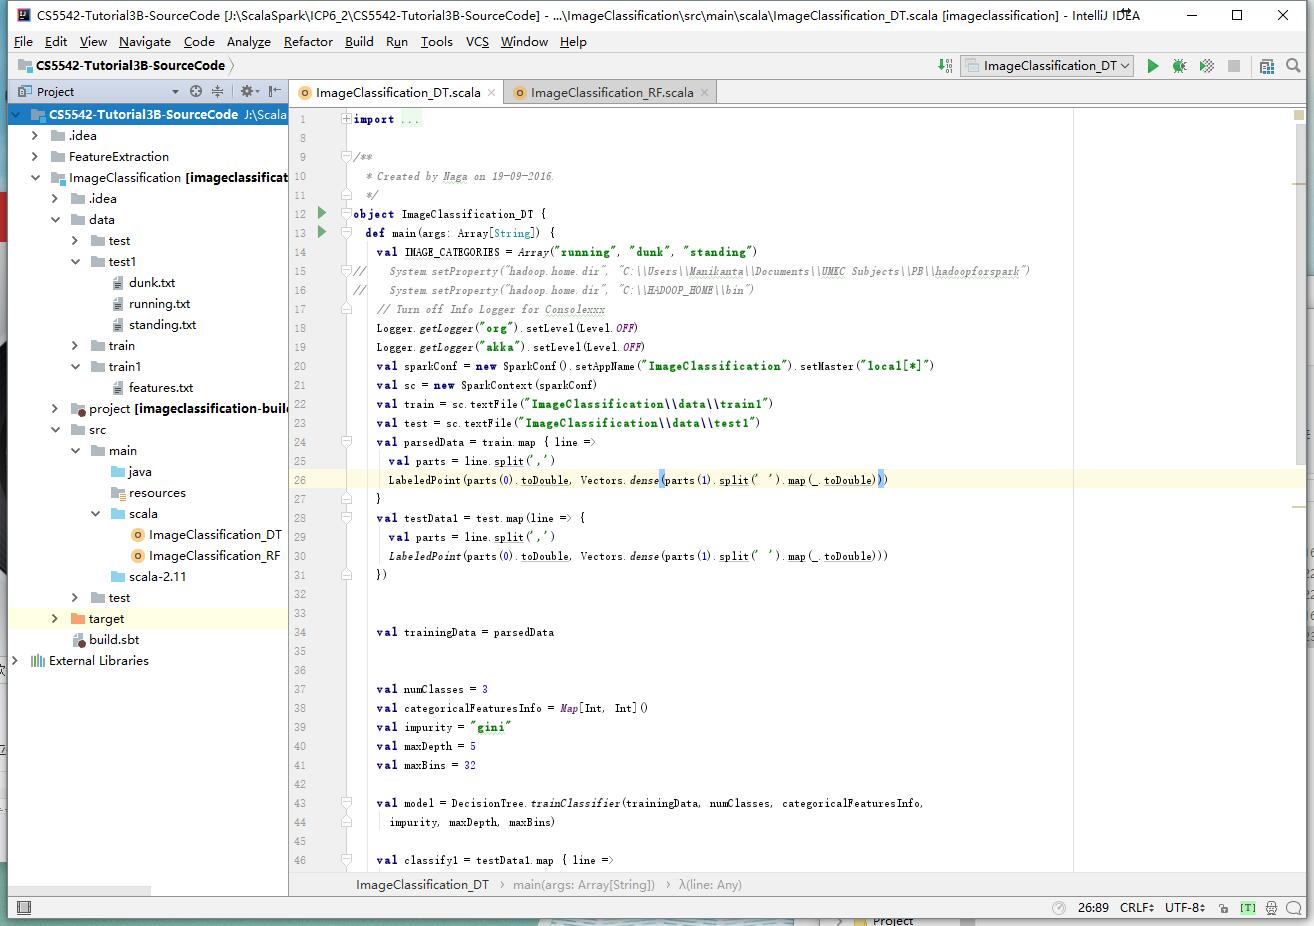 CS5542-Tutorial3B-SourceCode [J:\ScalaSpark\ICP6_2\CS5542-Tutorial3B-SourceCode] - ...\ImageClassification\src\main\scala\ImageClassification_DT.scala [imageclassification] - IntelliJ IDEA
File Edit View Navigate Code Analyze Refactor Build Run Tools VCS Window Help
CS5542-Tutorial3B-SourceCode
ImageClassification_DT
Project
ImageClassification_DT.scala
ImageClassification_RF.scala
CS5542-Tutorial3B-SourceCode J:\Scala
.idea
FeatureExtraction
ImageClassification [imageclassificat
.idea
data
test
test1
dunk.txt
running.txt
standing.txt
train
train1
features.txt
project [imageclassification-build
src
main
java
resources
scala
ImageClassification_DT
ImageClassification_RF
scala-2.11
test
target
build.sbt
External Libraries
1 import ...
8
9 /**
10 * Created by Naga on 19-09-2016.
11 */
12 object ImageClassification_DT {
13 def main(args: Array[String]) {
14 val IMAGE_CATEGORIES = Array("running", "dunk", "standing")
15 // System.setProperty("hadoop.home.dir", "C:\\Users\\Manikanta\\Documents\\UMKC Subjects\\PB\\hadoopforspark")
16 // System.setProperty("hadoop.home.dir", "C:\\HADOOP_HOME\\bin")
17 // Turn off Info Logger for Consolexxx
18 Logger.getLogger("org").setLevel(Level.OFF)
19 Logger.getLogger("akka").setLevel(Level.OFF)
20 val sparkConf = new SparkConf().setAppName("ImageClassification").setMaster("local[*]")
21 val sc = new SparkContext(sparkConf)
22 val train = sc.textFile("ImageClassification\\data\\train1")
23 val test = sc.textFile("ImageClassification\\data\\test1")
24 val parsedData = train.map { line =>
25 val parts = line.split(',')
26 LabeledPoint(parts(0).toDouble, Vectors.dense(parts(1).split(' ').map(_.toDouble)))
27 }
28 val testData1 = test.map(line => {
29 val parts = line.split(',')
30 LabeledPoint(parts(0).toDouble, Vectors.dense(parts(1).split(' ').map(_.toDouble)))
31 })
32
33
34 val trainingData = parsedData
35
36
37 val numClasses = 3
38 val categoricalFeaturesInfo = Map[Int, Int]()
39 val impurity = "gini"
40 val maxDepth = 5
41 val maxBins = 32
42
43 val model = DecisionTree.trainClassifier(trainingData, numClasses, categoricalFeaturesInfo,
44 impurity, maxDepth, maxBins)
45
46 val classify1 = testData1.map { line =>
ImageClassification_DT main(args: Array[String]) λ(line: Any)
26:89 CRLF UTF-8 [T]
Project